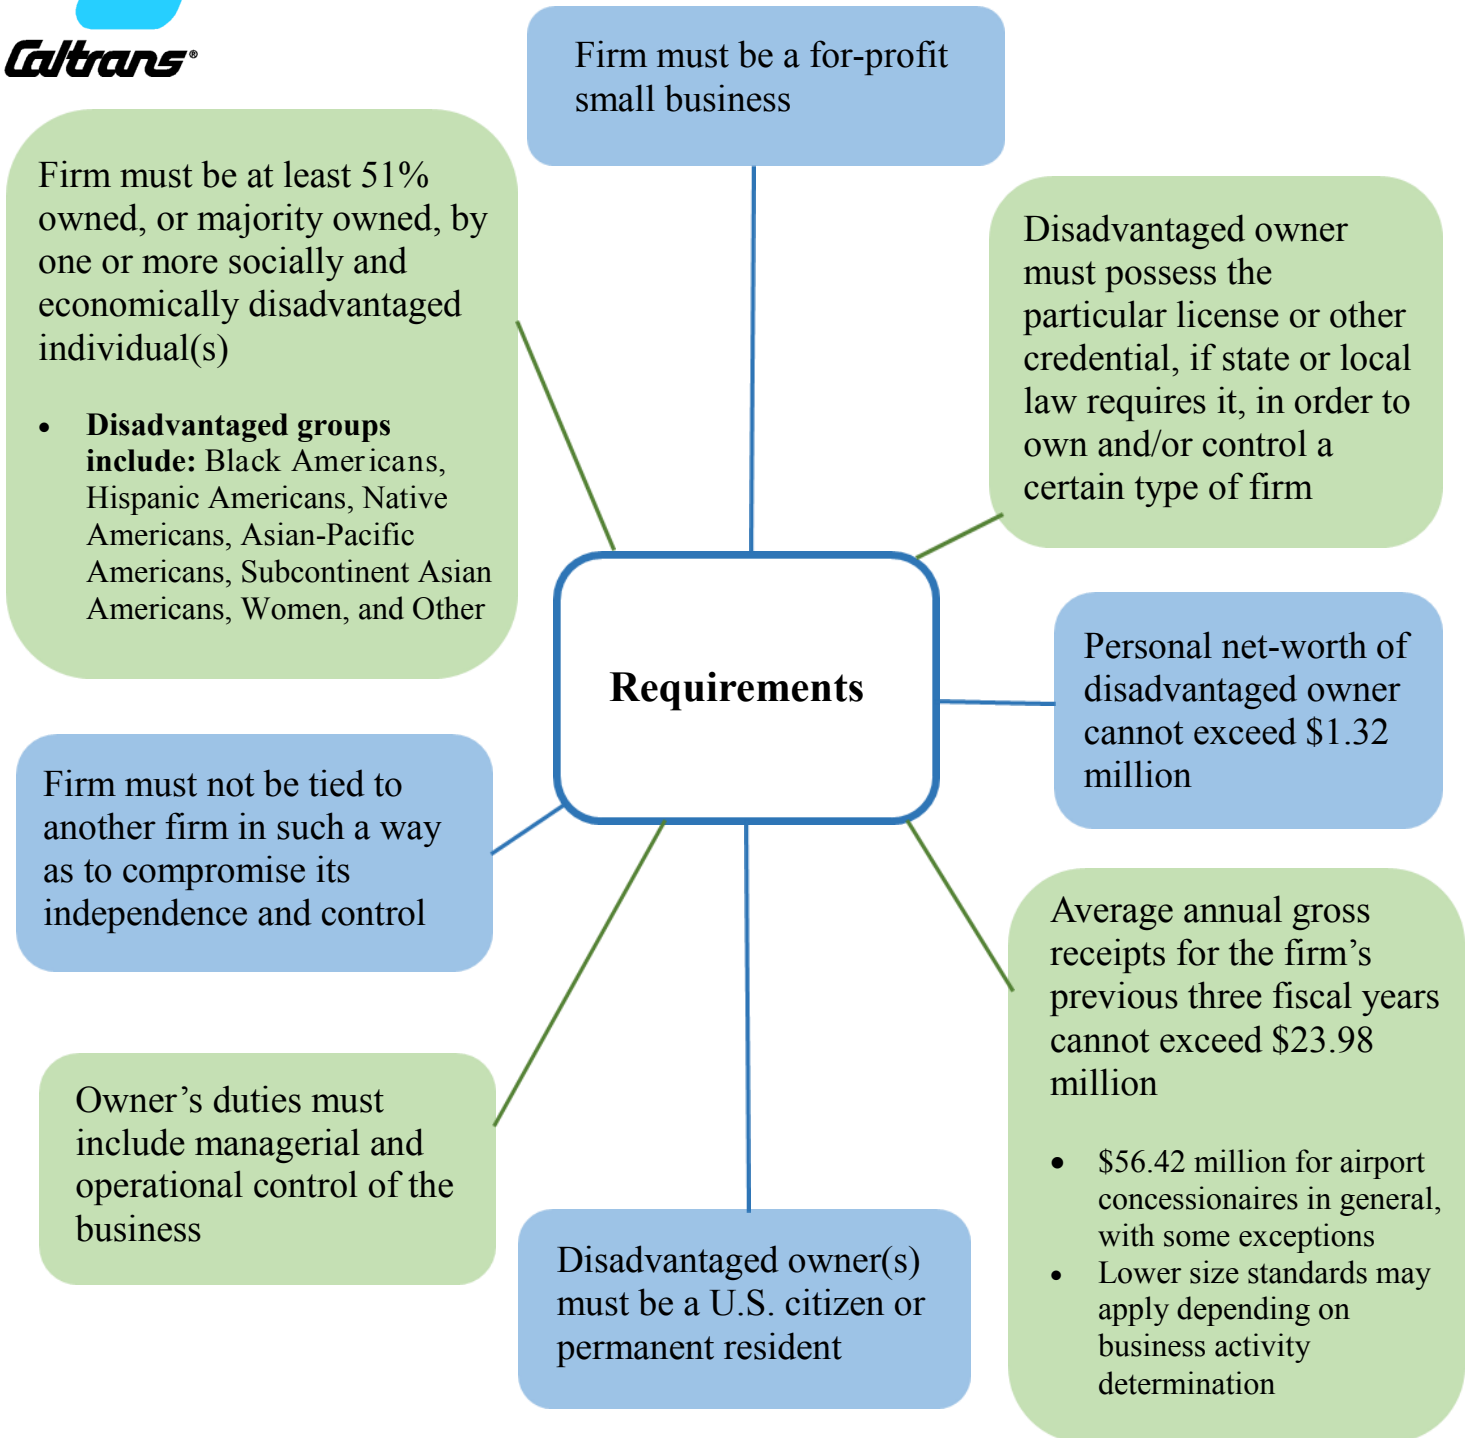 Caltrans®
Firm must be a for-profit
small business
Firm must be at least 51%
owned, or majority owned, by
one or more socially and
economically disadvantaged
individual(s)
• Disadvantaged groups
include: Black Americans,
Hispanic Americans, Native
Americans, Asian-Pacific
Americans, Subcontinent Asian
Americans, Women, and Other
Disadvantaged owner
must possess the
particular license or other
credential, if state or local
law requires it, in order to
own and/or control a
certain type of firm
Requirements
Personal net-worth of
disadvantaged owner
cannot exceed $1.32
million
Firm must not be tied to
another firm in such a way
as to compromise its
independence and control
Average annual gross
receipts for the firm’s
previous three fiscal years
cannot exceed $23.98
million
• $56.42 million for airport
concessionaires in general,
with some exceptions
• Lower size standards may
apply depending on
business activity
determination
Owner’s duties must
include managerial and
operational control of the
business
Disadvantaged owner(s)
must be a U.S. citizen or
permanent resident